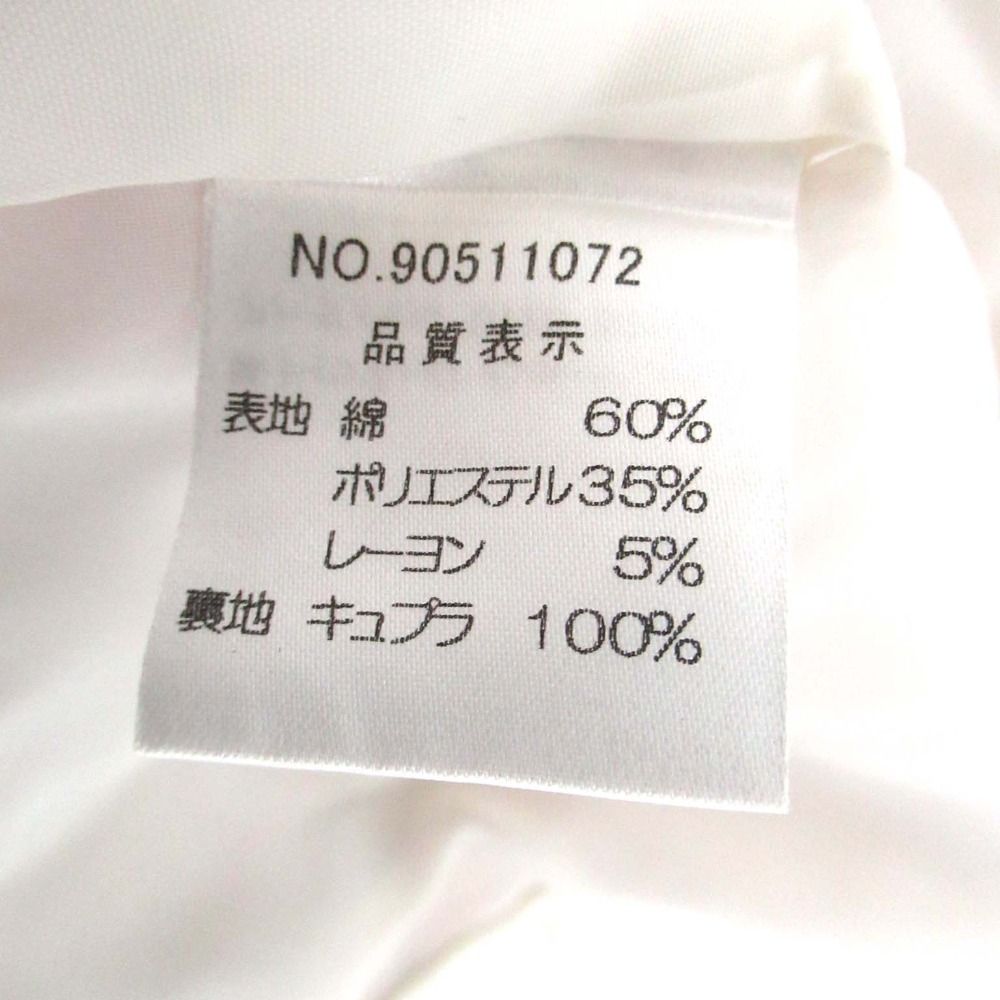 NO.90511072
品質表示
表地 綿 60%
ポリエステル35%
レーヨン 5%
裏地 キュプラ 100%